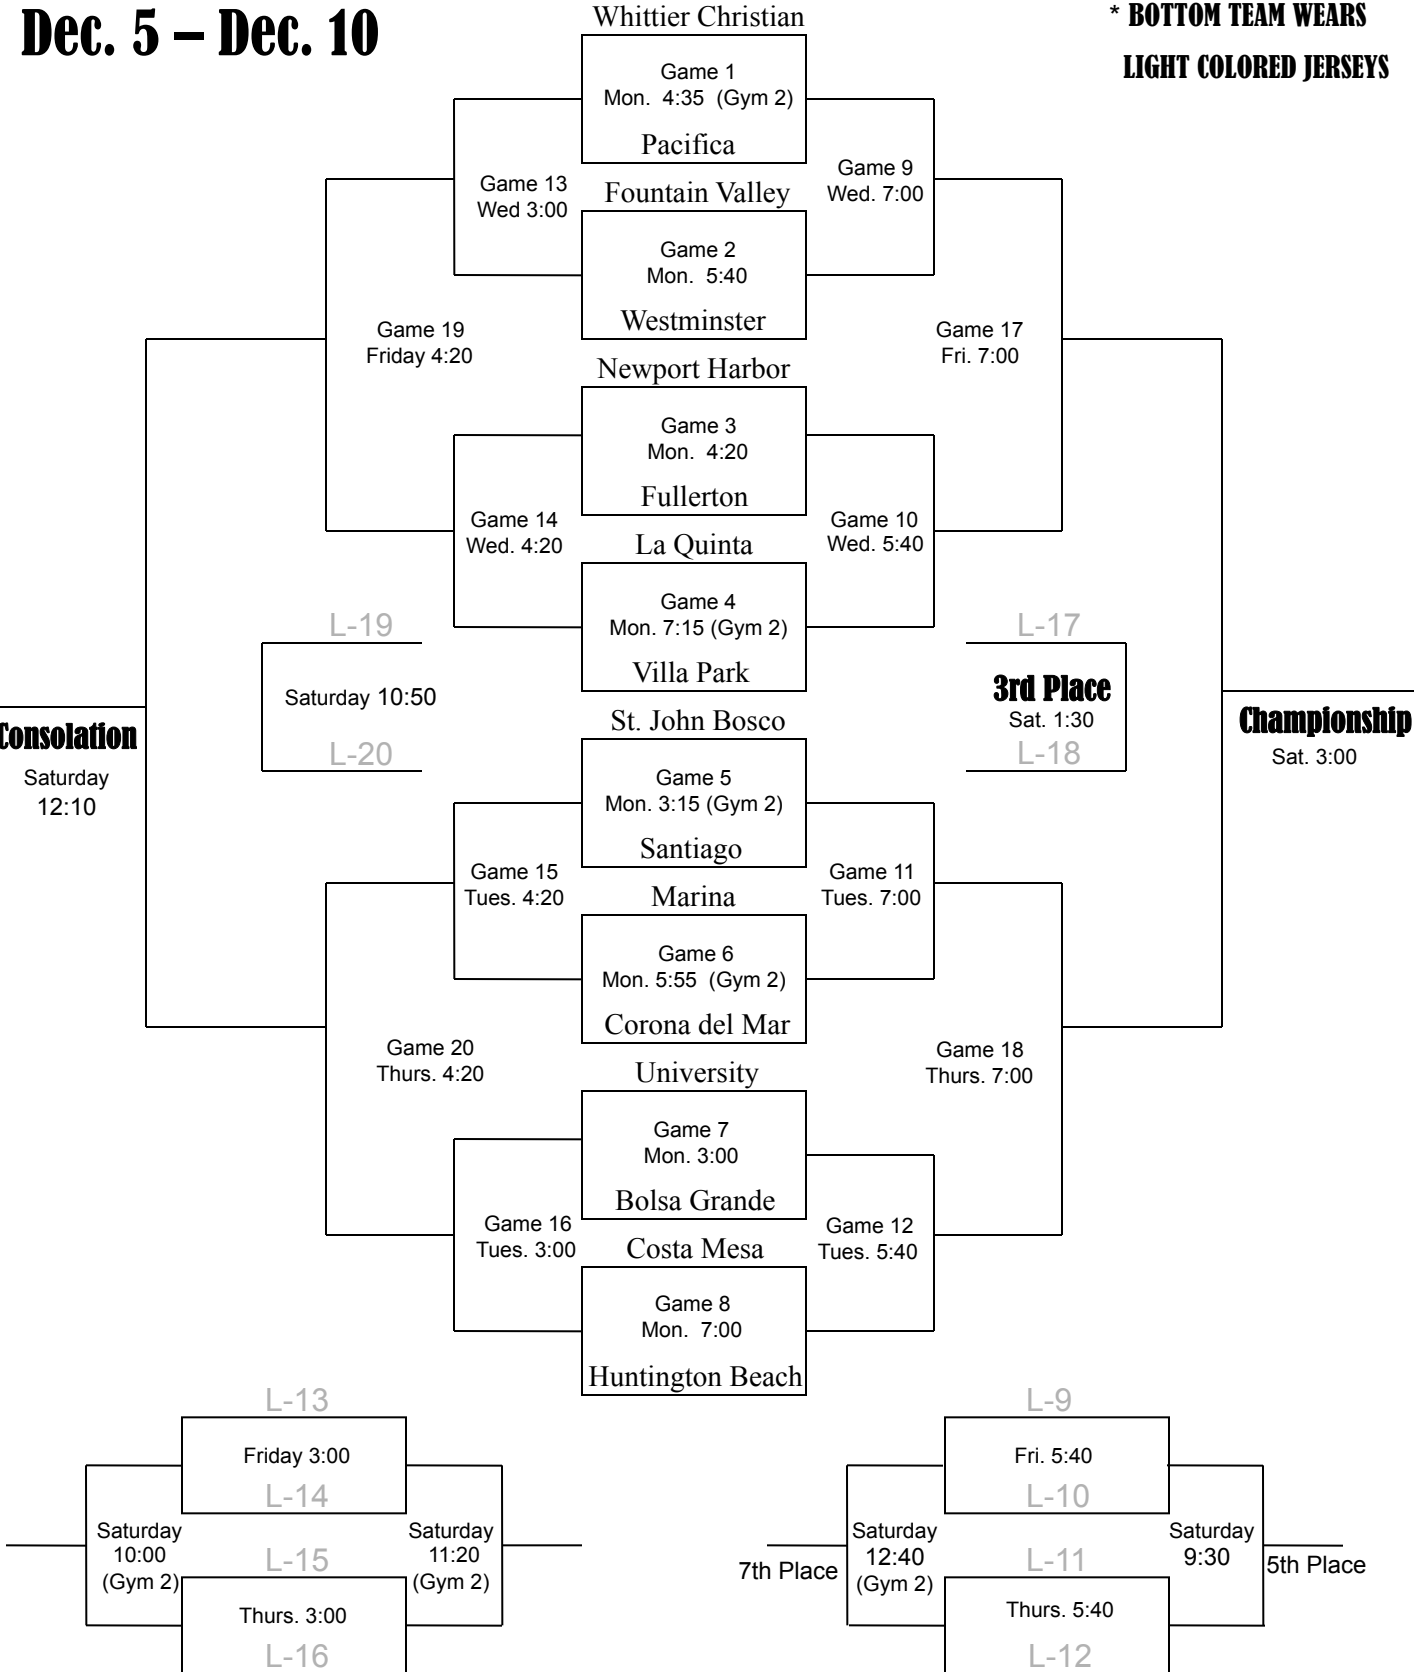 Dec. 5 – Dec. 10
* BOTTOM TEAM WEARS
LIGHT COLORED JERSEYS
Whittier Christian
Game 1
Mon.  4:35  (Gym 2)
Pacifica
Game 13
Wed 3:00
Game 9
Wed. 7:00
Fountain Valley
Game 2
Mon.  5:40
Westminster
Game 19
Friday 4:20
Game 17
Fri. 7:00
Newport Harbor
Game 3
Mon.  4:20
Fullerton
Game 14
Wed. 4:20
Game 10
Wed. 5:40
La Quinta
Game 4
Mon. 7:15 (Gym 2)
Villa Park
L-19
Saturday 10:50
L-20
L-17
3rd Place
Sat. 1:30
L-18
Consolation
Saturday
12:10
Championship
Sat. 3:00
St. John Bosco
Game 5
Mon. 3:15 (Gym 2)
Santiago
Game 15
Tues. 4:20
Game 11
Tues. 7:00
Marina
Game 6
Mon. 5:55  (Gym 2)
Corona del Mar
Game 20
Thurs. 4:20
Game 18
Thurs. 7:00
University
Game 7
Mon. 3:00
Bolsa Grande
Game 16
Tues. 3:00
Game 12
Tues. 5:40
Costa Mesa
Game 8
Mon.  7:00
Huntington Beach
L-13
Friday 3:00
L-14
Saturday
10:00
(Gym 2)
Saturday
11:20
(Gym 2)
L-15
Thurs. 3:00
L-16
L-9
Fri. 5:40
L-10
7th Place
Saturday
12:40
(Gym 2)
Saturday
9:30
5th Place
L-11
Thurs. 5:40
L-12